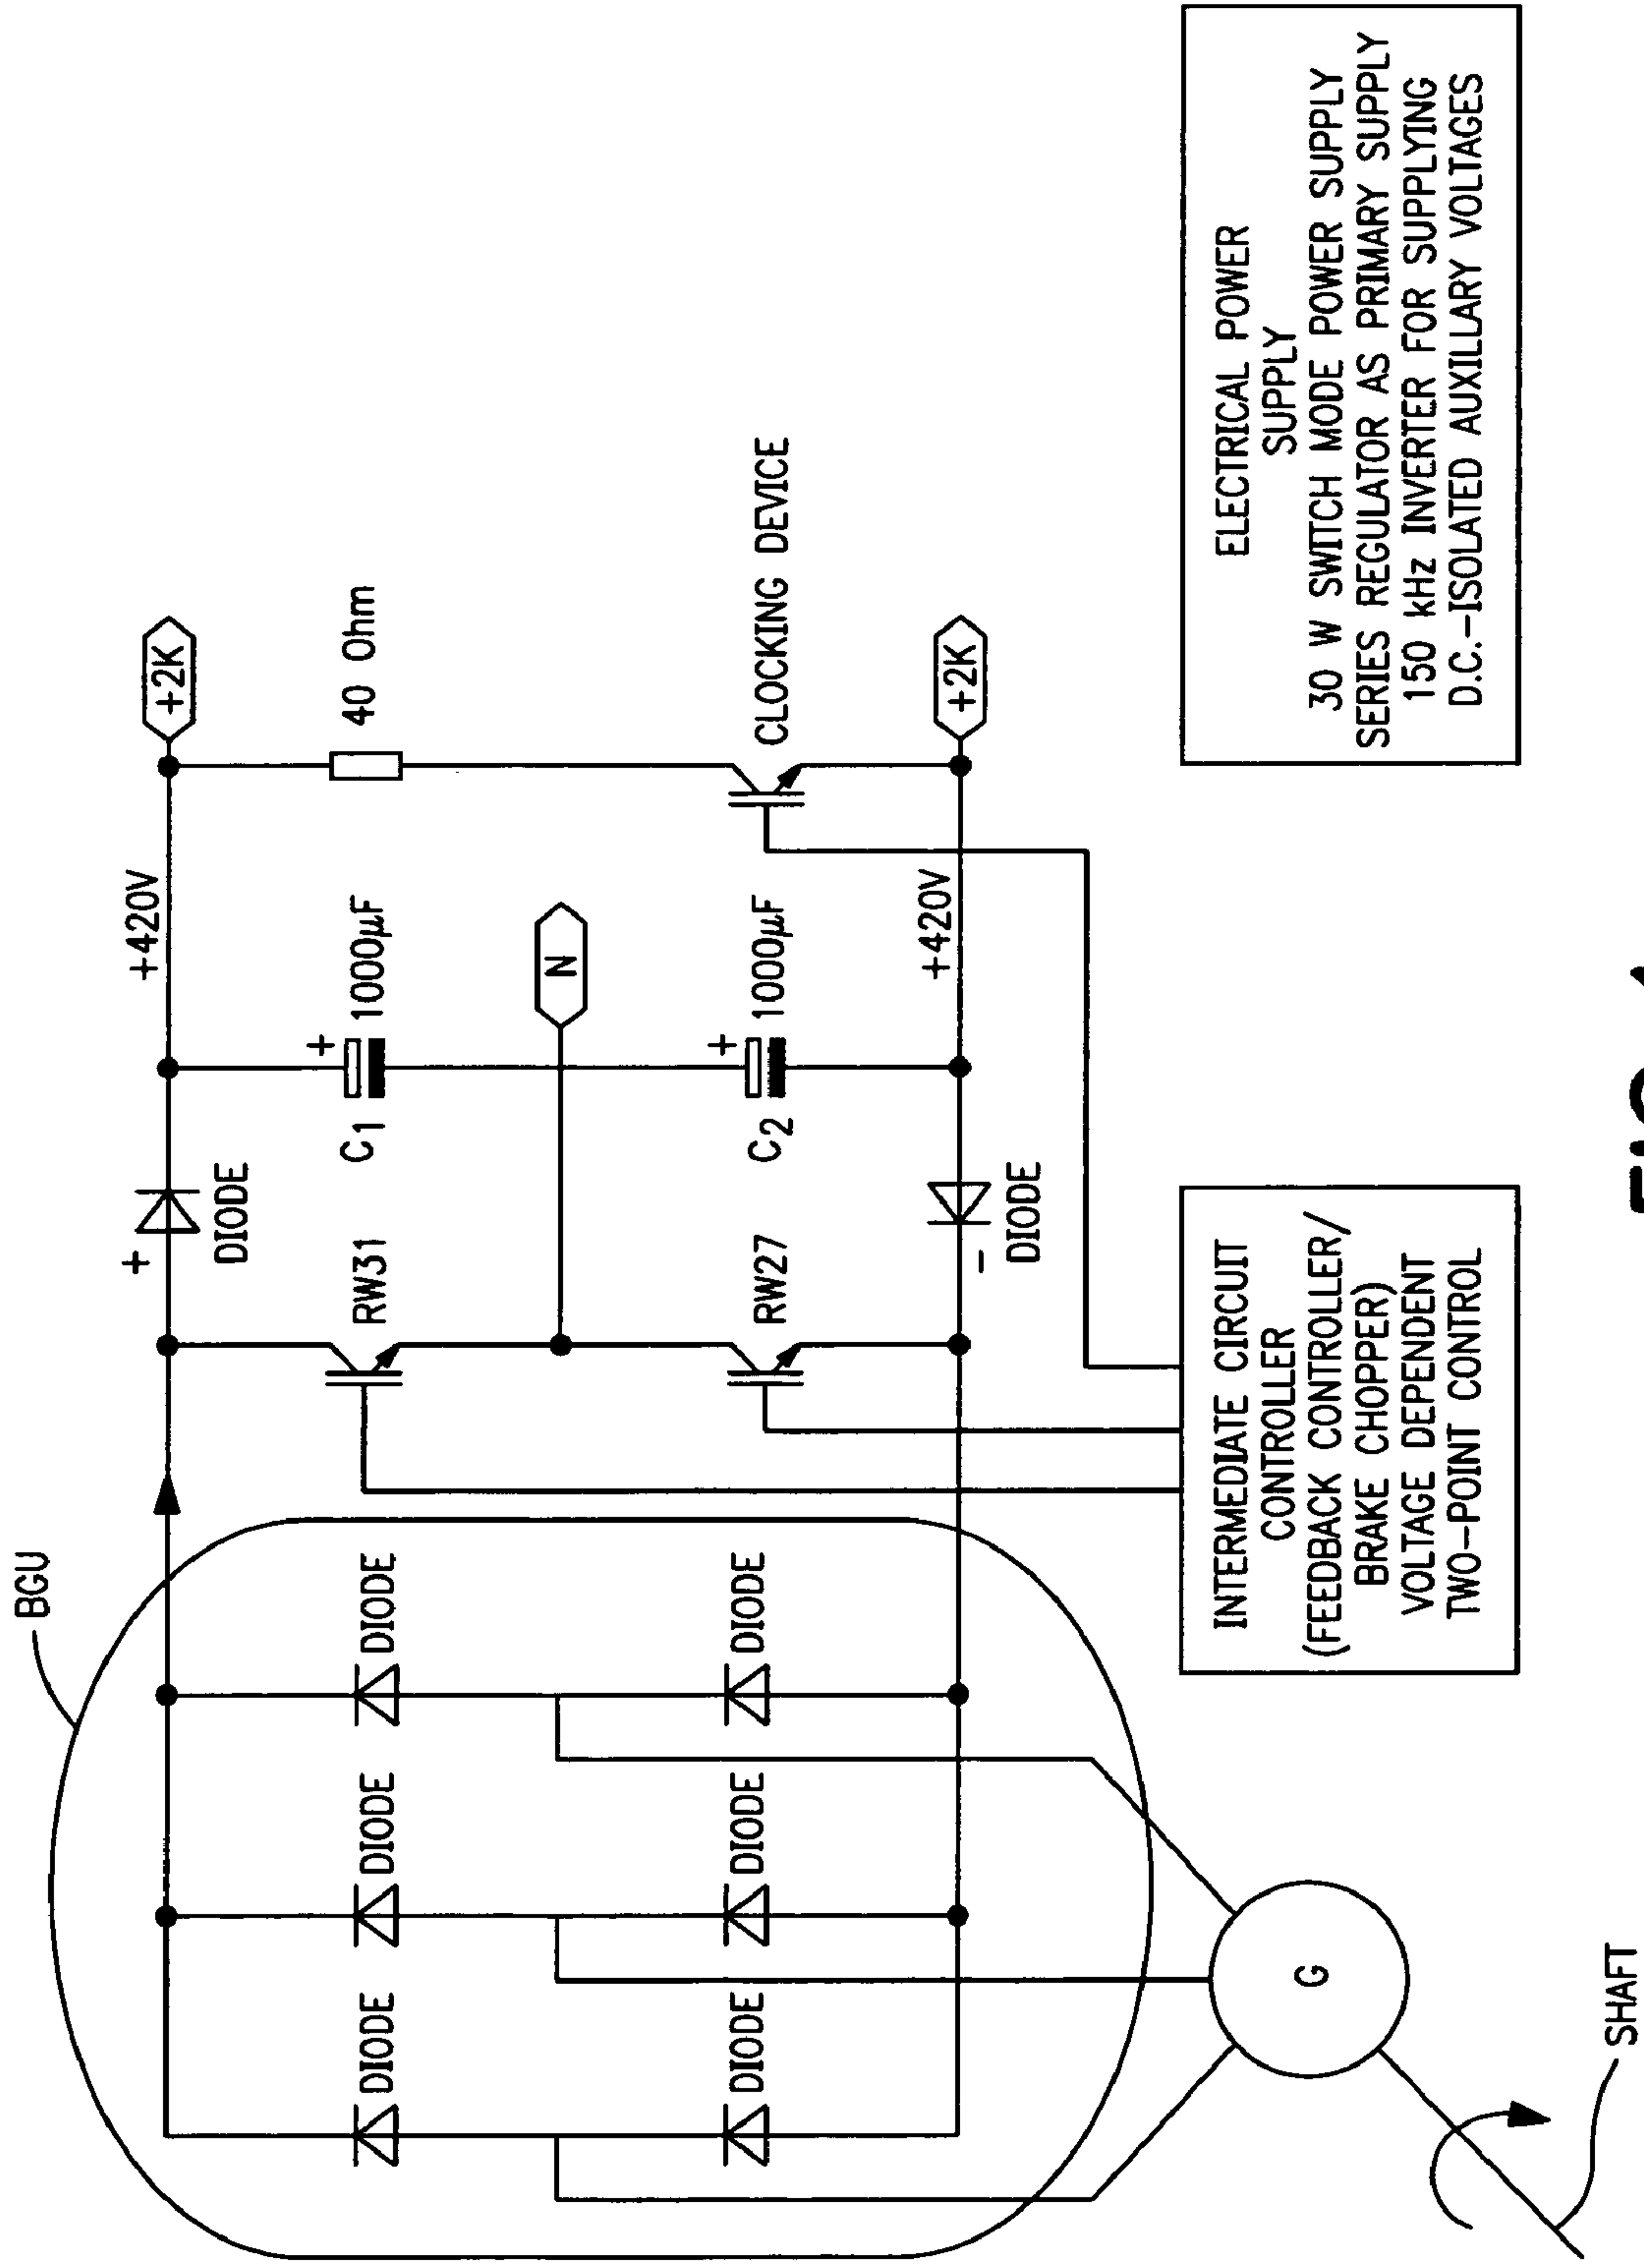 BGU
DIODE
DIODE
DIODE
DIODE
DIODE
DIODE
G
SHAFT
RW31
RW27
+
DIODE
-
DIODE
C1
+
1000µF
C2
+
1000µF
N
+420V
+420V
+2K
+2K
40 Ohm
CLOCKING DEVICE
INTERMEDIATE CIRCUIT
CONTROLLER
(FEEDBACK CONTROLLER/
BRAKE CHOPPER)
VOLTAGE DEPENDENT
TWO-POINT CONTROL
ELECTRICAL POWER
SUPPLY
30 W SWITCH MODE POWER SUPPLY
SERIES REGULATOR AS PRIMARY SUPPLY
150 kHz INVERTER FOR SUPPLYING
D.C.-ISOLATED AUXILLARY VOLTAGES